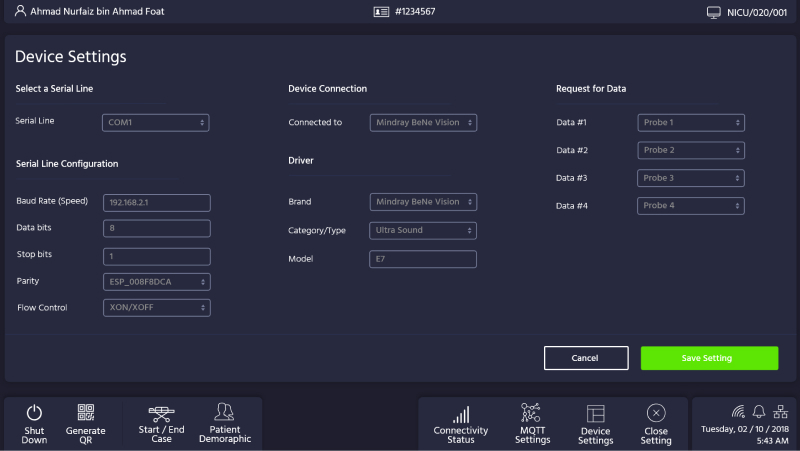 Ahmad Nurfaiz bin Ahmad Foat
#1234567
NICU/020/001
Device Settings
Select a Serial Line
Serial Line
COM1
Serial Line Configuration
Baud Rate (Speed)
192.168.2.1
Data bits
8
Stop bits
1
Parity
ESP_008F8DCA
Flow Control
XON/XOFF
Device Connection
Connected to
Mindray BeNe Vision
Driver
Brand
Mindray BeNe Vision
Category/Type
Ultra Sound
Model
E7
Request for Data
Data #1
Probe 1
Data #2
Probe 2
Data #3
Probe 3
Data #4
Probe 4
Cancel
Save Setting
Shut
Down
Generate
QR
Start / End
Case
Patient
Demoraphic
Connectivity
Status
MQTT
Settings
Device
Settings
Close
Setting
Tuesday, 02 / 10 / 2018
5:43 AM